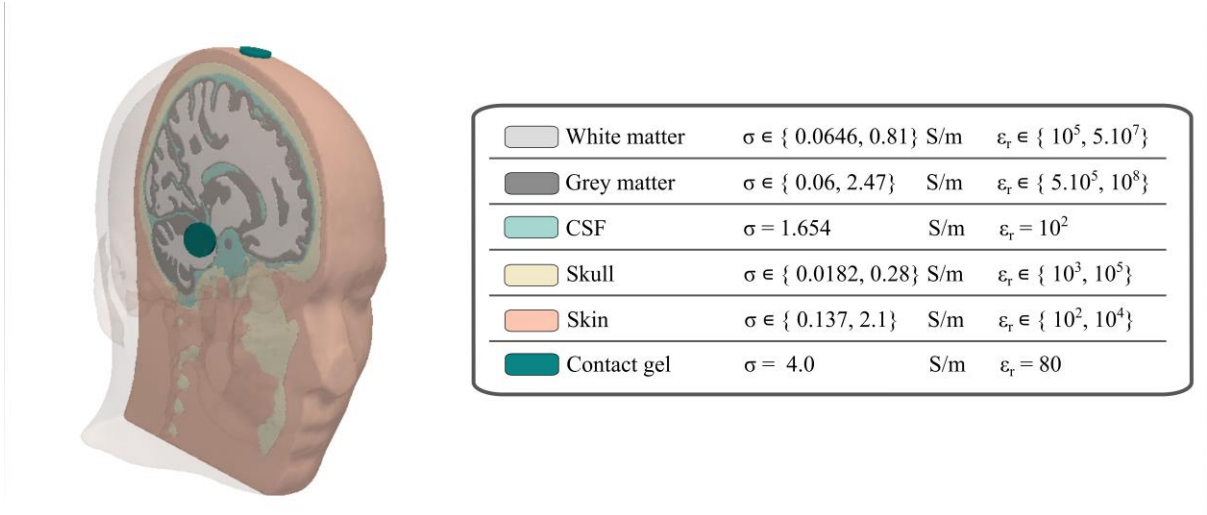 White matter σ ∈ { 0.0646, 0.81} S/m εr ∈ { 10⁵, 5.10⁷}
Grey matter σ ∈ { 0.06, 2.47} S/m εr ∈ { 5.10⁵, 10⁸}
CSF σ = 1.654 S/m εr = 10²
Skull σ ∈ { 0.0182, 0.28} S/m εr ∈ { 10³, 10⁵}
Skin σ ∈ { 0.137, 2.1} S/m εr ∈ { 10², 10⁴}
Contact gel σ = 4.0 S/m εr = 80